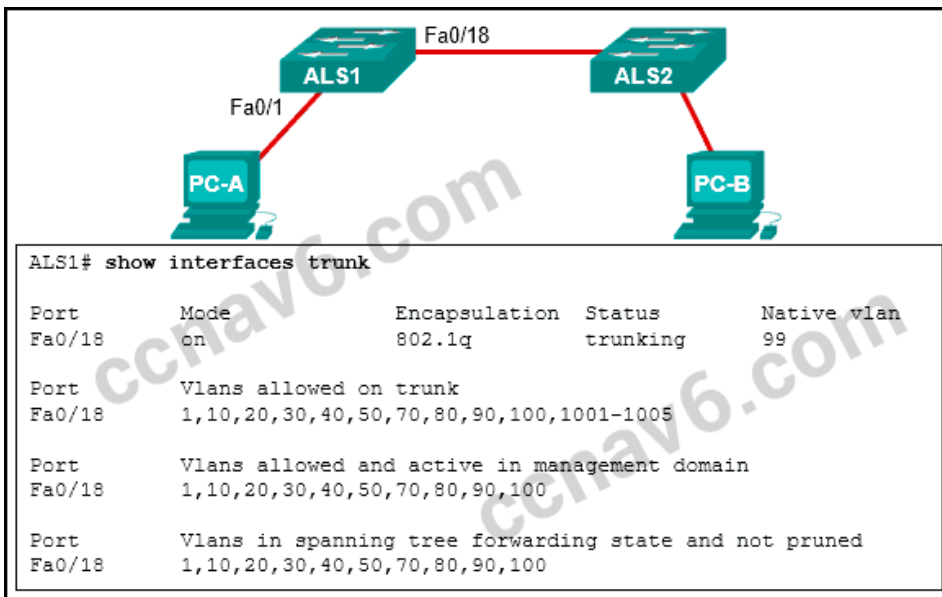 Fa0/18
ALS1
ALS2
Fa0/1
PC-A
PC-B
ALS1# show interfaces trunk
Port Mode Encapsulation Status Native vlan
Fa0/18 on 802.1q trunking 99
Port Vlans allowed on trunk
Fa0/18 1,10,20,30,40,50,70,80,90,100,1001-1005
Port Vlans allowed and active in management domain
Fa0/18 1,10,20,30,40,50,70,80,90,100
Port Vlans in spanning tree forwarding state and not pruned
Fa0/18 1,10,20,30,40,50,70,80,90,100
ccnav6.com
ccnav6.com